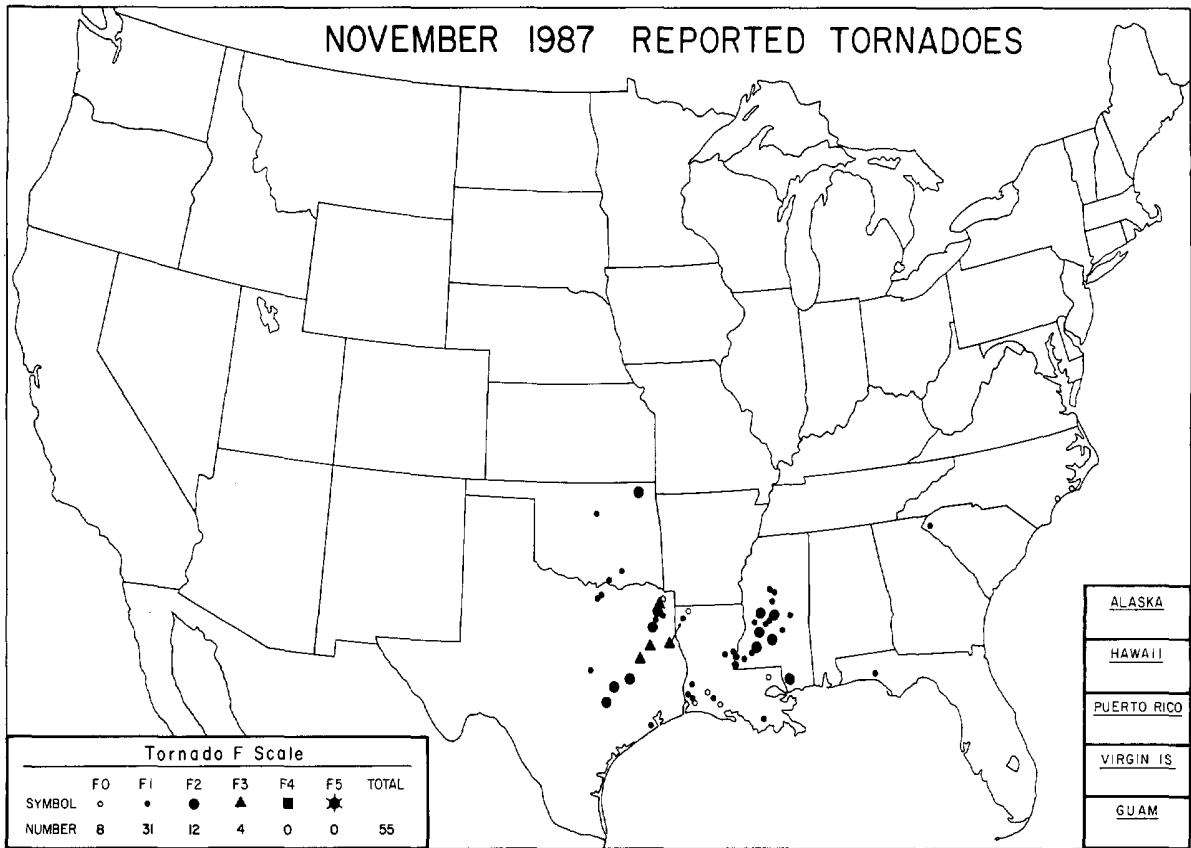 NOVEMBER 1987 REPORTED TORNADOES
ALASKA
HAWAII
PUERTO RICO
VIRGIN IS
GUAM
Tornado F Scale
F0 F1 F2 F3 F4 F5 TOTAL
SYMBOL
NUMBER 8 31 12 4 0 0 55